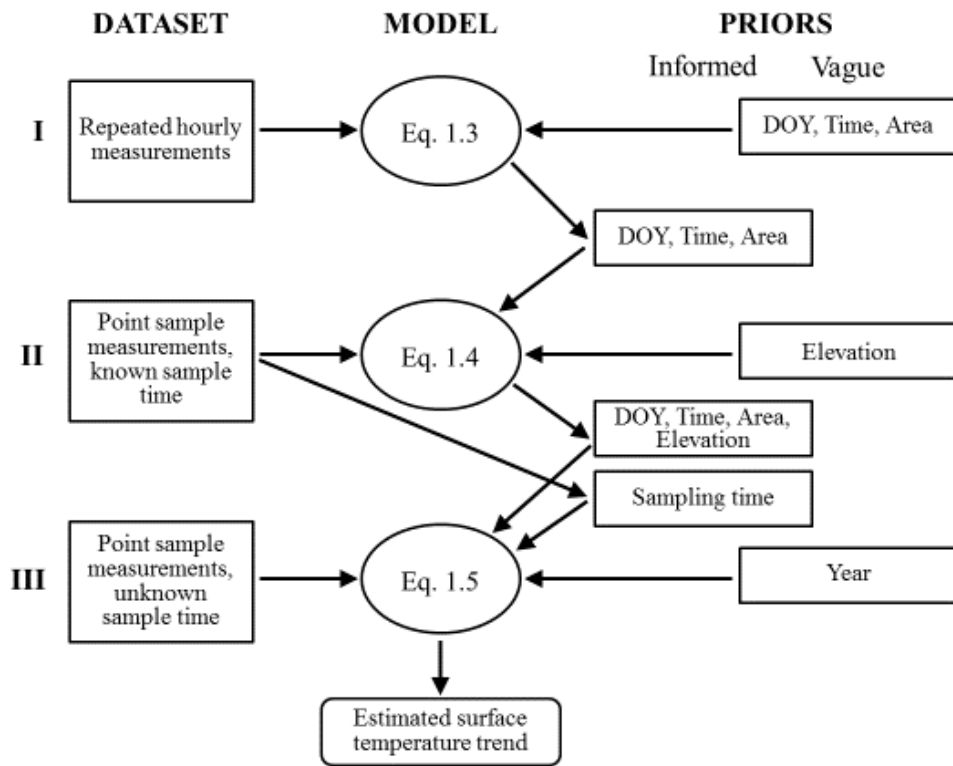 DATASET MODEL PRIORS
Informed Vague
I
Repeated hourly
measurements
Eq. 1.3
DOY, Time, Area
DOY, Time, Area
II
Point sample
measurements,
known sample
time
Eq. 1.4
Elevation
DOY, Time, Area,
Elevation
Sampling time
III
Point sample
measurements,
unknown
sample time
Eq. 1.5
Year
Estimated surface
temperature trend